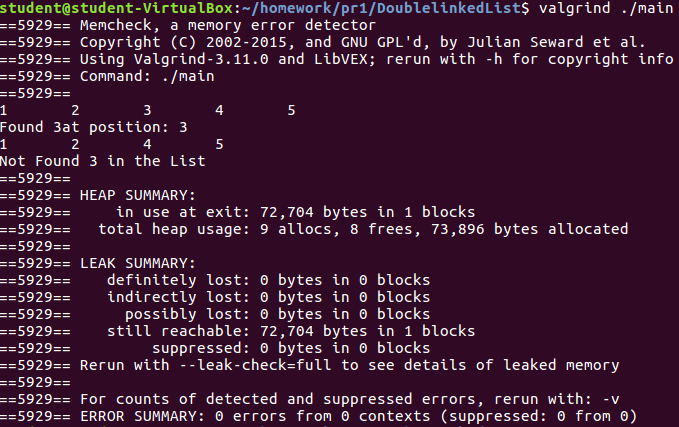 student@student-VirtualBox:~/homework/pr1/DoublelinkedList$ valgrind ./main
==5929== Memcheck, a memory error detector
==5929== Copyright (C) 2002-2015, and GNU GPL'd, by Julian Seward et al.
==5929== Using Valgrind-3.11.0 and LibVEX; rerun with -h for copyright info
==5929== Command: ./main
==5929==
1 2 3 4 5
Found 3at position: 3
1 2 4 5
Not Found 3 in the List
==5929==
==5929== HEAP SUMMARY:
==5929== in use at exit: 72,704 bytes in 1 blocks
==5929== total heap usage: 9 allocs, 8 frees, 73,896 bytes allocated
==5929==
==5929== LEAK SUMMARY:
==5929== definitely lost: 0 bytes in 0 blocks
==5929== indirectly lost: 0 bytes in 0 blocks
==5929== possibly lost: 0 bytes in 0 blocks
==5929== still reachable: 72,704 bytes in 1 blocks
==5929== suppressed: 0 bytes in 0 blocks
==5929== Rerun with --leak-check=full to see details of leaked memory
==5929==
==5929== For counts of detected and suppressed errors, rerun with: -v
==5929== ERROR SUMMARY: 0 errors from 0 contexts (suppressed: 0 from 0)